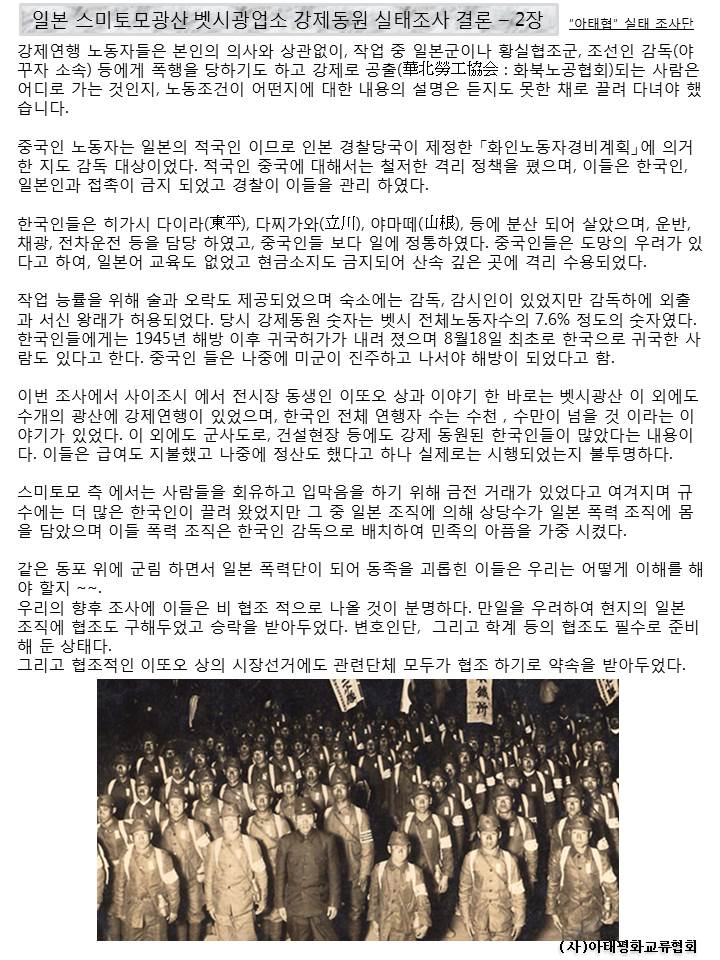 일본 스미토모광산 벳시광업소 강제동원 실태조사 결론 – 2장
"아태협" 실태 조사단
강제연행 노동자들은 본인의 의사와 상관없이, 작업 중 일본군이나 황실협조군, 조선인 감독(야
꾸자 소속) 등에게 폭행을 당하기도 하고 강제로 공출(華北勞工協会 : 화북노공협회)되는 사람은
어디로 가는 것인지, 노동조건이 어떤지에 대한 내용의 설명은 듣지도 못한 채로 끌려 다녀야 했
습니다.
중국인 노동자는 일본의 적국인 이므로 인본 경찰당국이 제정한 「화인노동자경비계획」에 의거
한 지도 감독 대상이었다. 적국인 중국에 대해서는 철저한 격리 정책을 폈으며, 이들은 한국인,
일본인과 접촉이 금지 되었고 경찰이 이들을 관리 하였다.
한국인들은 히가시 다이라(東平), 다찌가와(立川), 야마떼(山根), 등에 분산 되어 살았으며, 운반,
채광, 전차운전 등을 담당 하였고, 중국인들 보다 일에 정통하였다. 중국인들은 도망의 우려가 있
다고 하여, 일본어 교육도 없었고 현금소지도 금지되어 산속 깊은 곳에 격리 수용되었다.
작업 능률을 위해 술과 오락도 제공되었으며 숙소에는 감독, 감시인이 있었지만 감독하에 외출
과 서신 왕래가 허용되었다. 당시 강제동원 숫자는 벳시 전체노동자수의 7.6% 정도의 숫자였다.
한국인들에게는 1945년 해방 이후 귀국허가가 내려 졌으며 8월18일 최초로 한국으로 귀국한 사
람도 있다고 한다. 중국인 들은 나중에 미군이 진주하고 나서야 해방이 되었다고 함.
이번 조사에서 사이조시 에서 전시장 동생인 이또오 상과 이야기 한 바로는 벳시광산 이 외에도
수개의 광산에 강제연행이 있었으며, 한국인 전체 연행자 수는 수천 , 수만이 넘을 것 이라는 이
야기가 있었다. 이 외에도 군사도로, 건설현장 등에도 강제 동원된 한국인들이 많았다는 내용이
다. 이들은 급여도 지불했고 나중에 정산도 했다고 하나 실제로는 시행되었는지 불투명하다.
스미토모 측 에서는 사람들을 회유하고 입막음을 하기 위해 금전 거래가 있었다고 여겨지며 규
수에는 더 많은 한국인이 끌려 왔었지만 그 중 일본 조직에 의해 상당수가 일본 폭력 조직에 몸
을 담았으며 이들 폭력 조직은 한국인 감독으로 배치하여 민족의 아픔을 가중 시켰다.
같은 동포 위에 군림 하면서 일본 폭력단이 되어 동족을 괴롭힌 이들은 우리는 어떻게 이해를 해
야 할지 ~~.
우리의 향후 조사에 이들은 비 협조 적으로 나올 것이 분명하다. 만일을 우려하여 현지의 일본
조직에 협조도 구해두었고 승락을 받아두었다. 변호인단,  그리고 학계 등의 협조도 필수로 준비
해 둔 상태다.
그리고 협조적인 이또오 상의 시장선거에도 관련단체 모두가 협조 하기로 약속을 받아두었다.
(사)아태평화교류협회